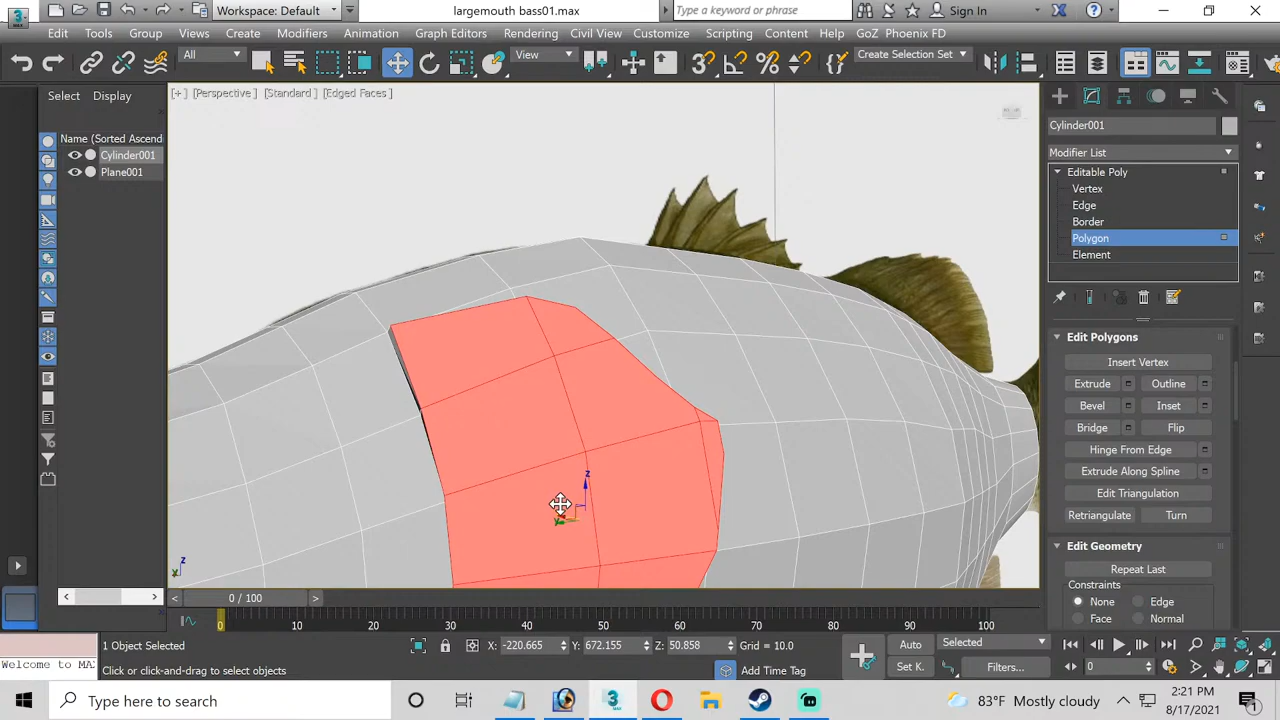 Workspace: Default
largemouth bass01.max
Type a keyword or phrase
Sign In
Edit Tools Group Views Create Modifiers Animation Graph Editors Rendering Civil View Customize Scripting Content Help GoZ Phoenix FD
All
View
Create Selection Set
Select Display
[+] [Perspective] [Standard] [Edged Faces]
Name (Sorted Ascend
Cylinder001
Plane001
Cylinder001
Modifier List
Editable Poly
Vertex
Edge
Border
Polygon
Element
Edit Polygons
Insert Vertex
Extrude Outline
Bevel Inset
Bridge Flip
Hinge From Edge
Extrude Along Spline
Edit Triangulation
Retriangulate Turn
Edit Geometry
Repeat Last
Constraints
None Edge
Face Normal
z
z
y
0 / 100
0 10 20 30 40 50 60 70 80 90 100
1 Object Selected
X: -220.665 Y: 672.155 Z: 50.858 Grid = 10.0
Auto
Selected
Welcome to MA
Click or click-and-drag to select objects
Add Time Tag
Set K.
Filters...
0
Type here to search
83°F Mostly cloudy
2:21 PM
8/17/2021